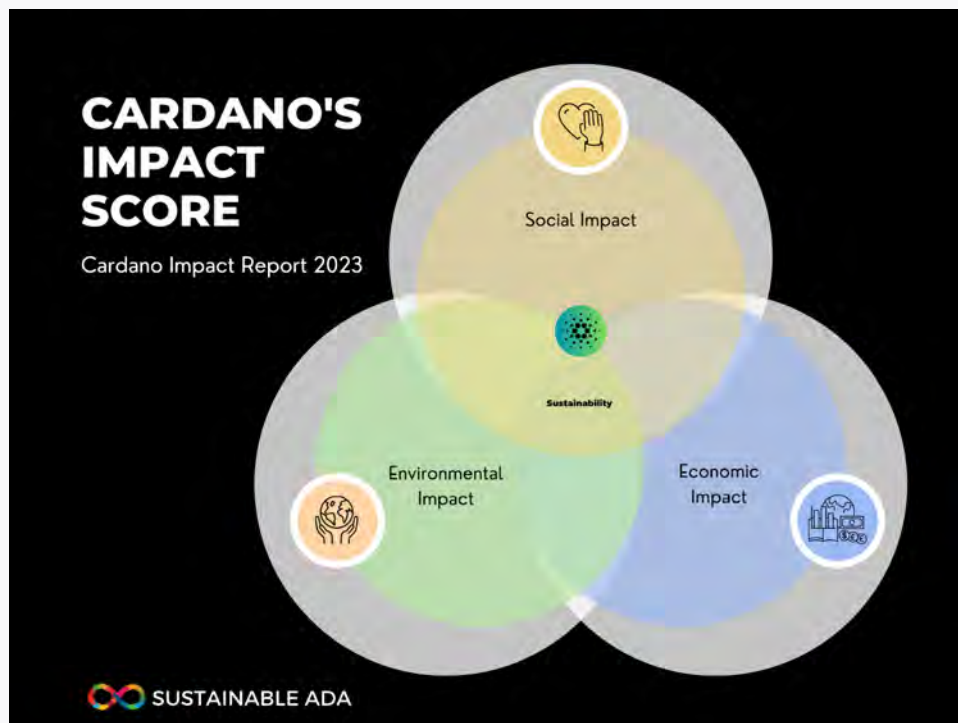 CARDANO'S
IMPACT
SCORE
Cardano Impact Report 2023
Social Impact
Sustainability
Environmental
Impact
Economic
Impact
SUSTAINABLE ADA